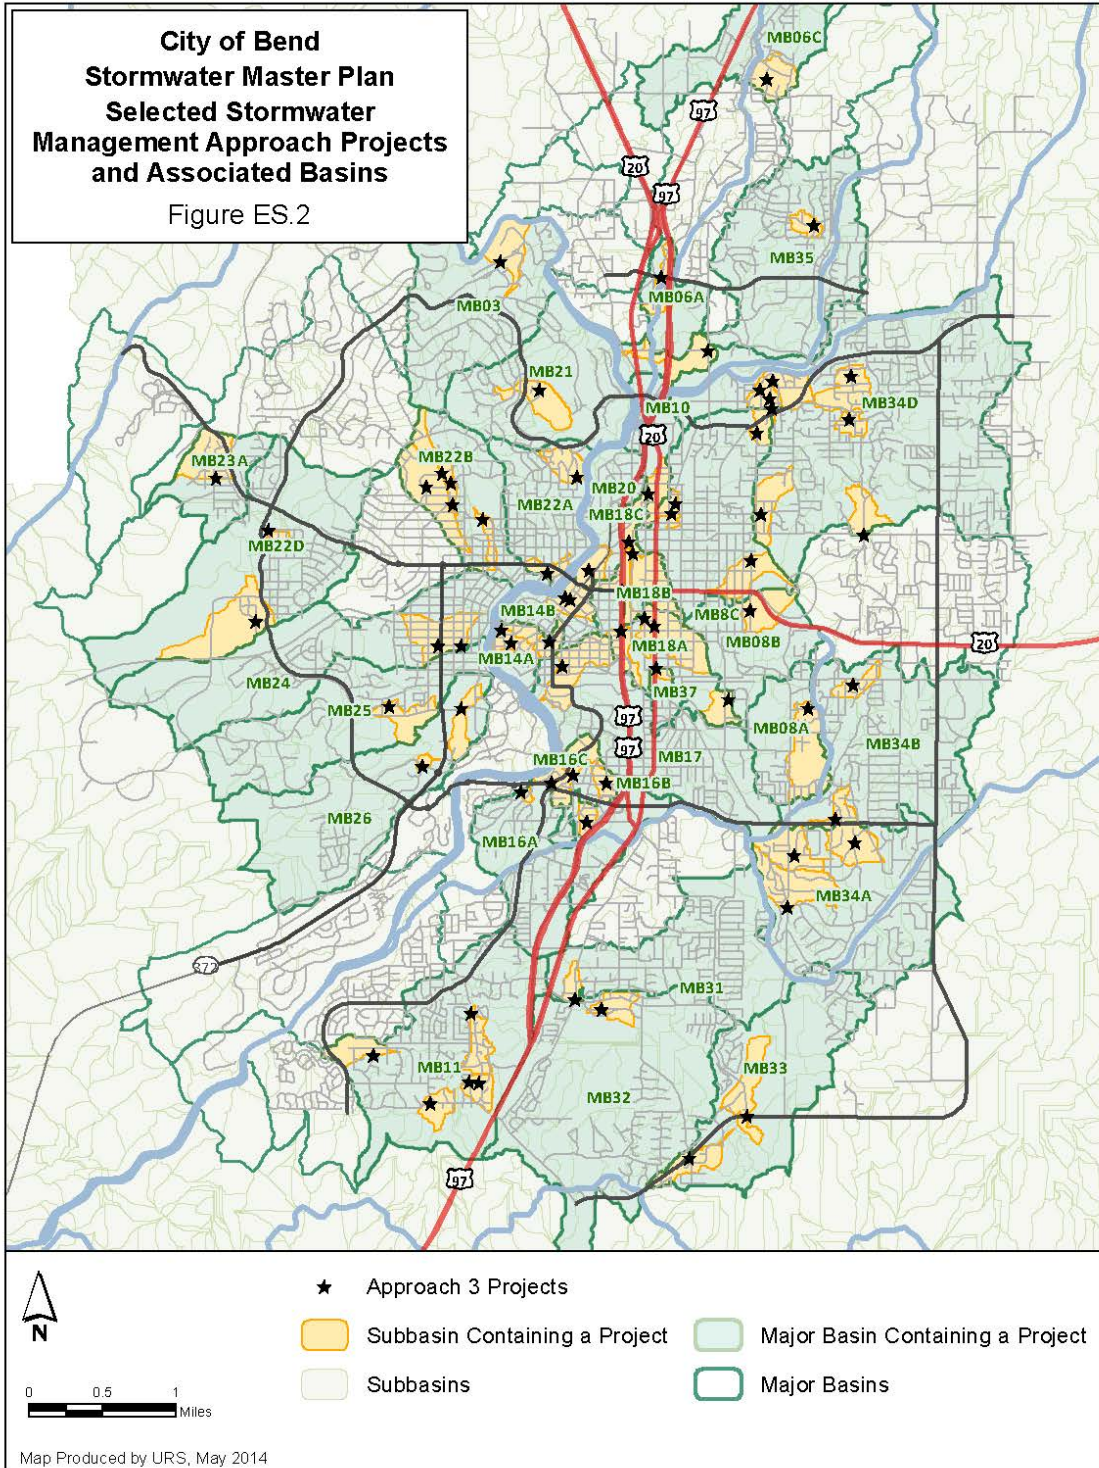 City of Bend
Stormwater Master Plan
Selected Stormwater
Management Approach Projects
and Associated Basins
Figure ES.2
MB06C
97
20
97
MB35
MB03
MB06A
MB21
MB10
MB34D
20
MB23A
MB22B
MB22A
MB20
MB18C
MB22D
MB14B
MB18B
MB8C
MB08B
MB14A
MB18A
20
MB24
MB37
MB25
97
MB08A
MB34B
97
MB16C
MB17
MB16B
MB26
MB16A
MB34A
372
MB31
MB11
MB33
MB32
97
N
Approach 3 Projects
Subbasin Containing a Project
Major Basin Containing a Project
Subbasins
Major Basins
0 0.5 1
Miles
Map Produced by URS, May 2014